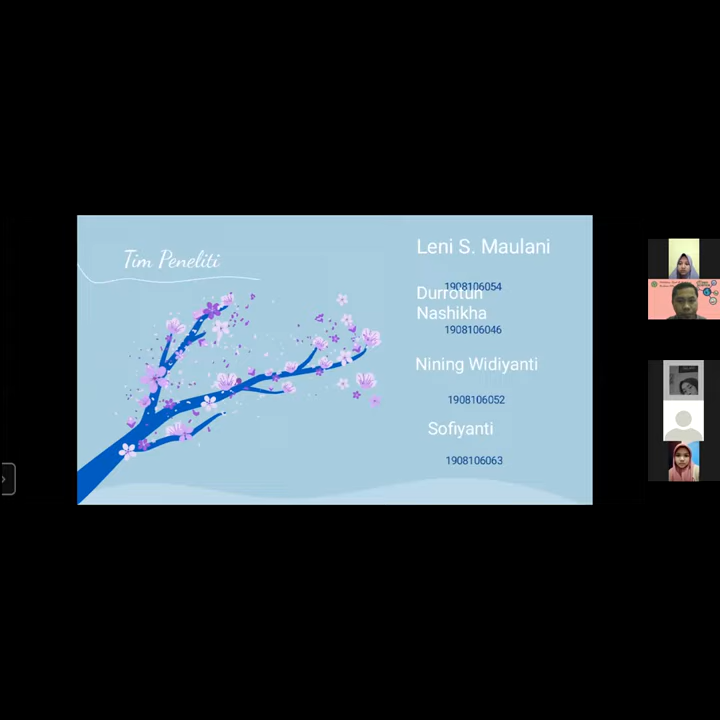 Tim Peneliti
Leni S. Maulani
1908106054
Durrotun
Nashikha
1908106046
Nining Widiyanti
1908106052
Sofiyanti
1908106063